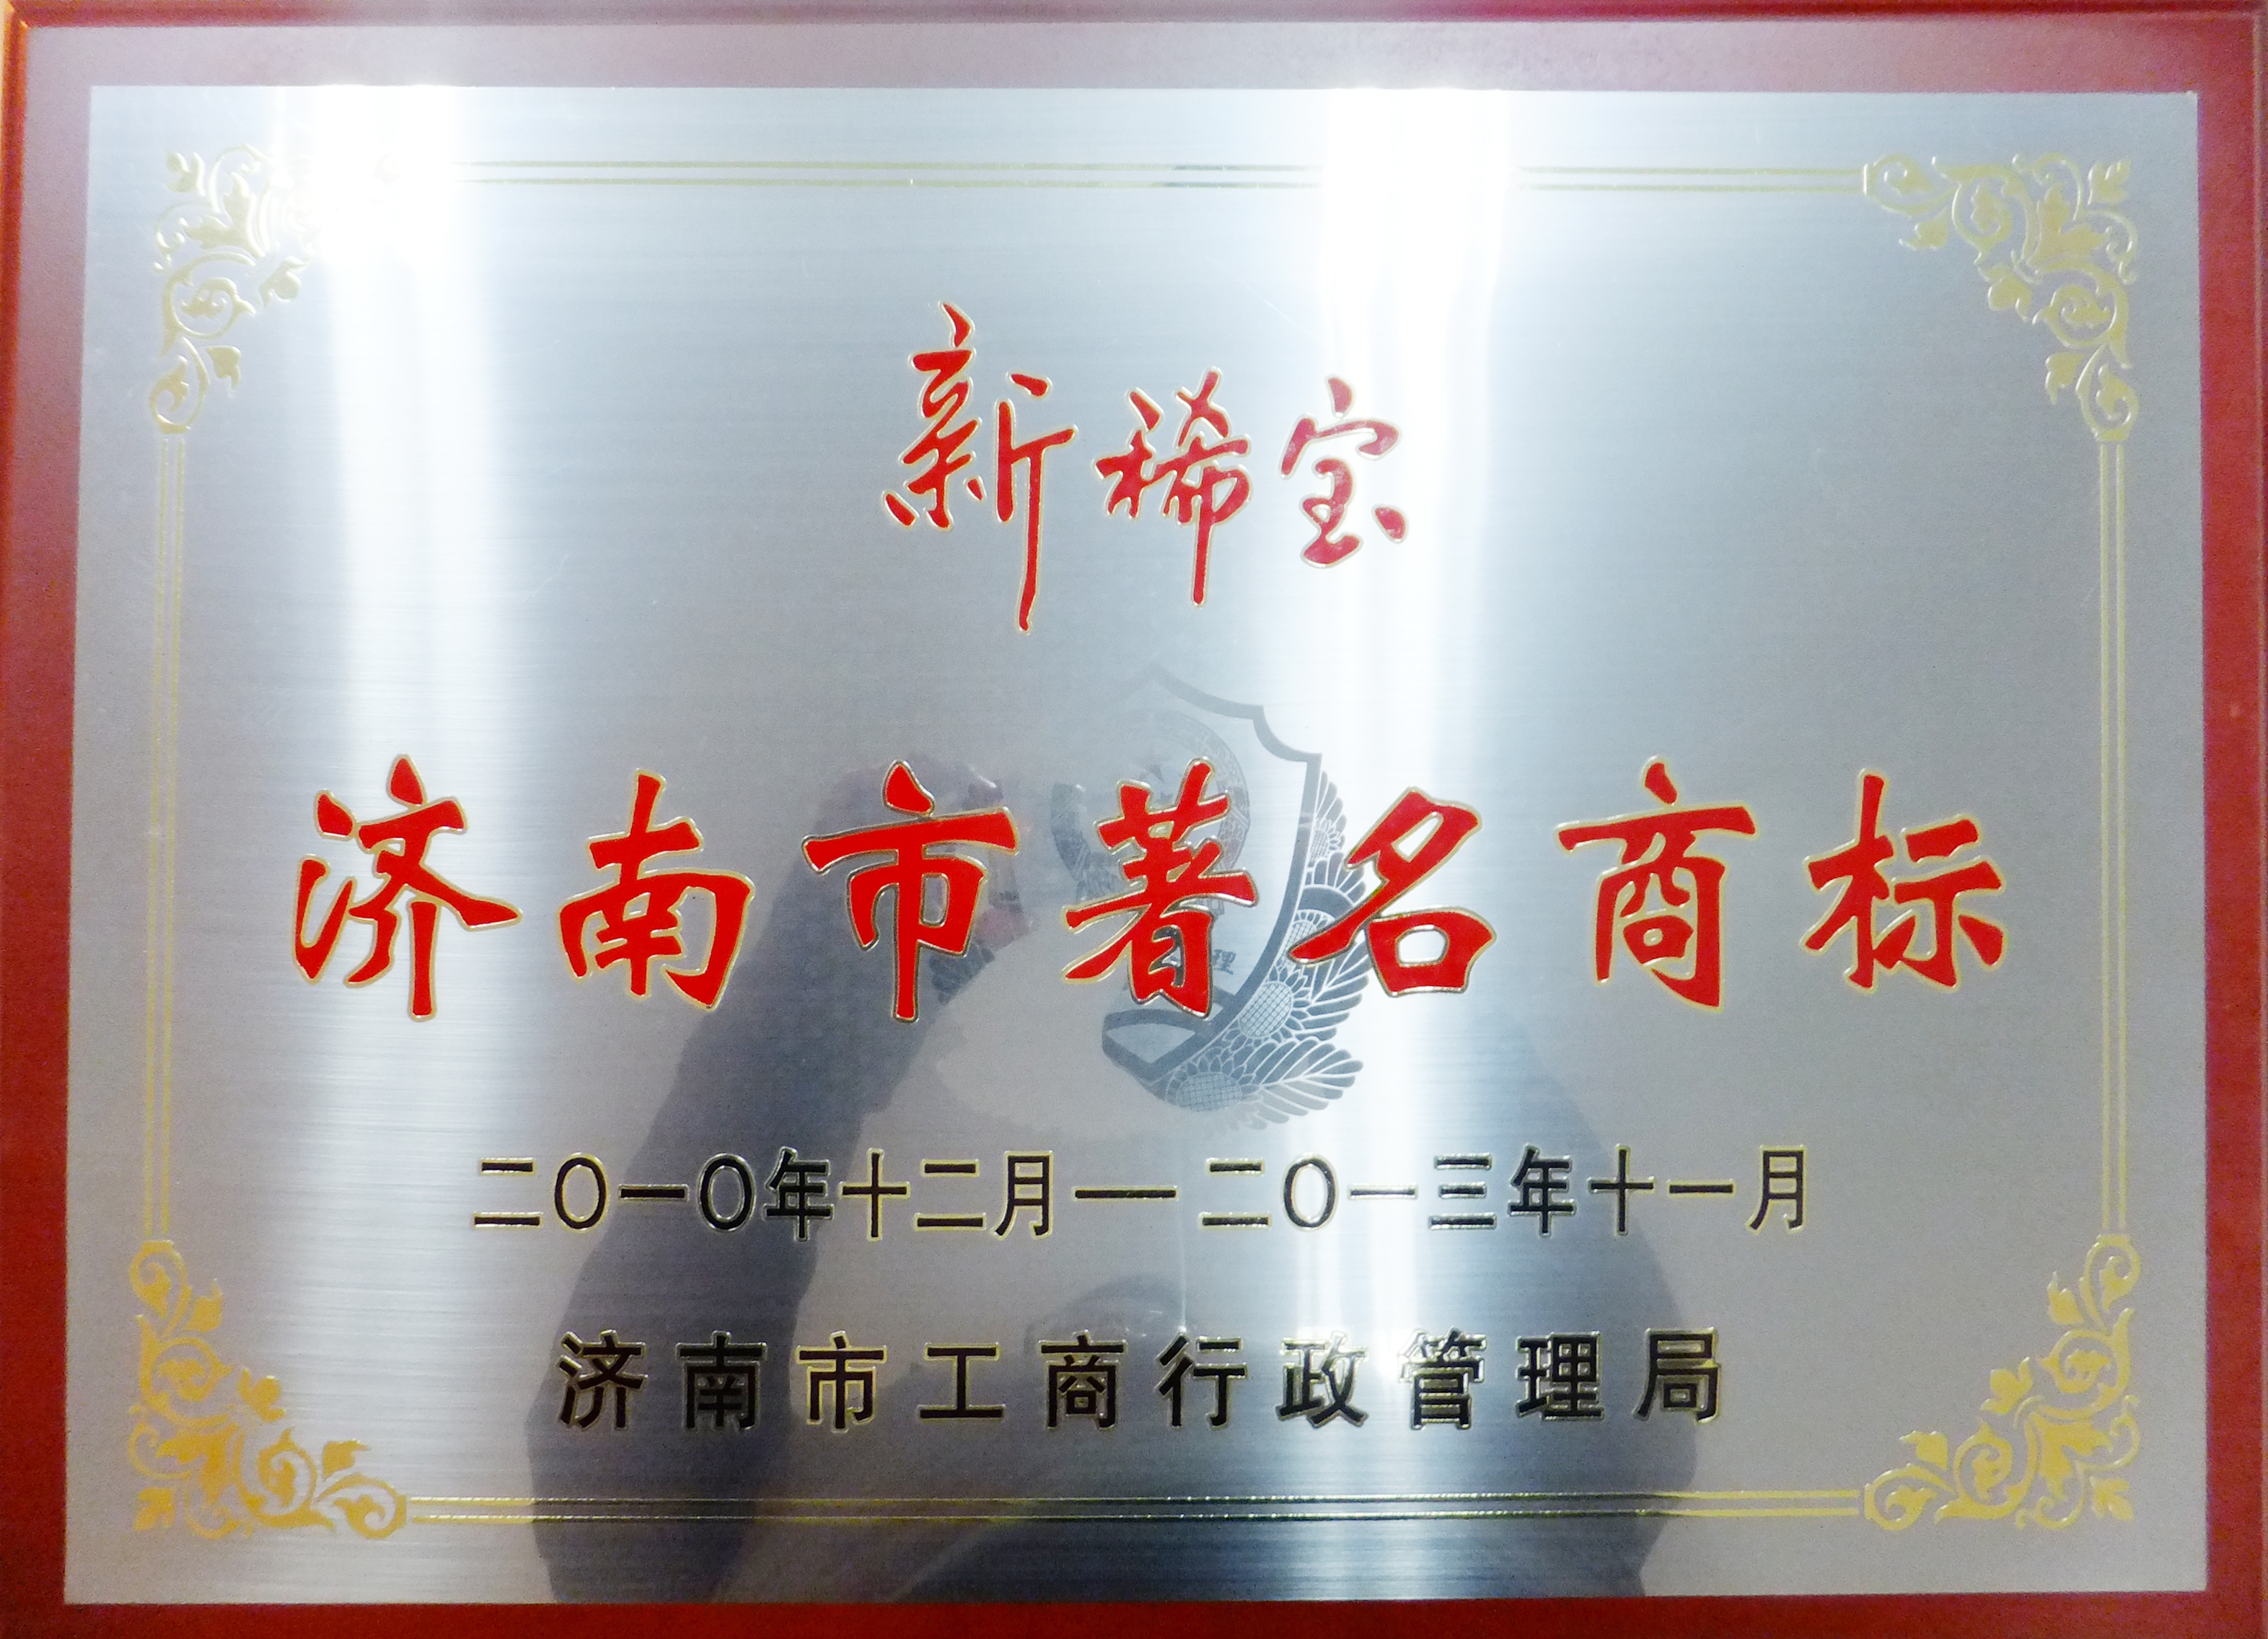 新稀宝
济南市著名商标
二〇一〇年十二月——二〇一三年十一月
济南市工商行政管理局